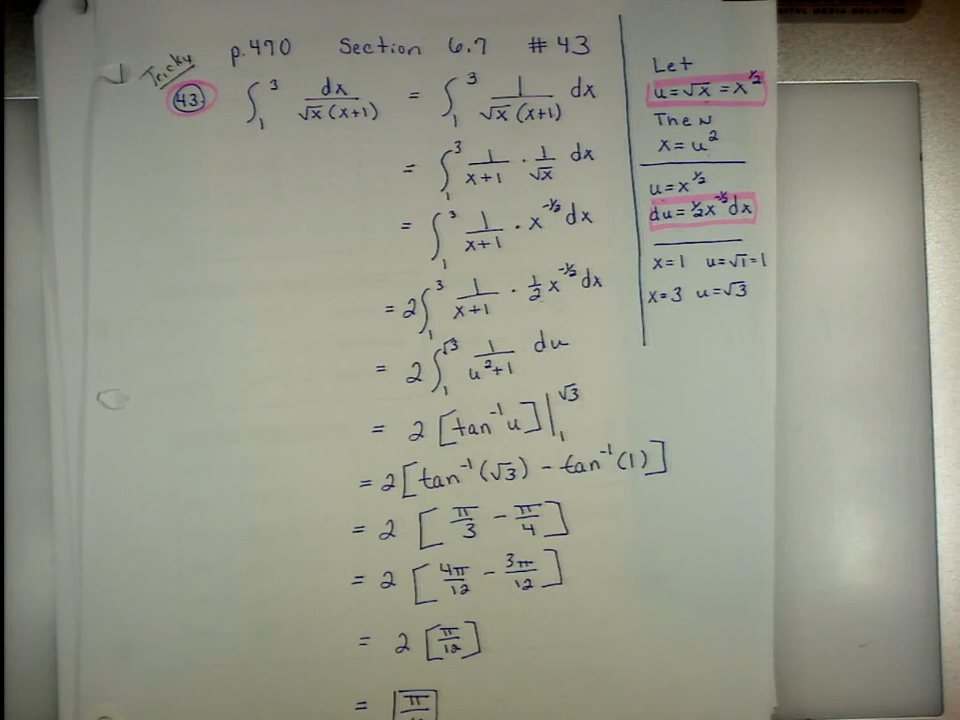 p.470 Section 6.7 # 43
Tricky
43. ∫₁³ dx/(√x (x+1)) = ∫₁³ 1/(√x (x+1)) dx
= ∫₁³ 1/(x+1) · 1/√x dx
= ∫₁³ 1/(x+1) · x^(-1/2) dx
= 2∫₁³ 1/(x+1) · 1/2 x^(-1/2) dx
= 2∫₁^√3 1/(u²+1) du
= 2 [tan⁻¹u] |₁^√3
= 2[tan⁻¹(√3) - tan⁻¹(1)]
= 2 [π/3 - π/4]
= 2 [4π/12 - 3π/12]
= 2 [π/12]
= π
Let
u = √x = x^(1/2)
Then
x = u²
u = x^(1/2)
du = 1/2 x^(-1/2) dx
x=1 u=√1=1
x=3 u=√3
DIGITAL MEDIA SOLUTION